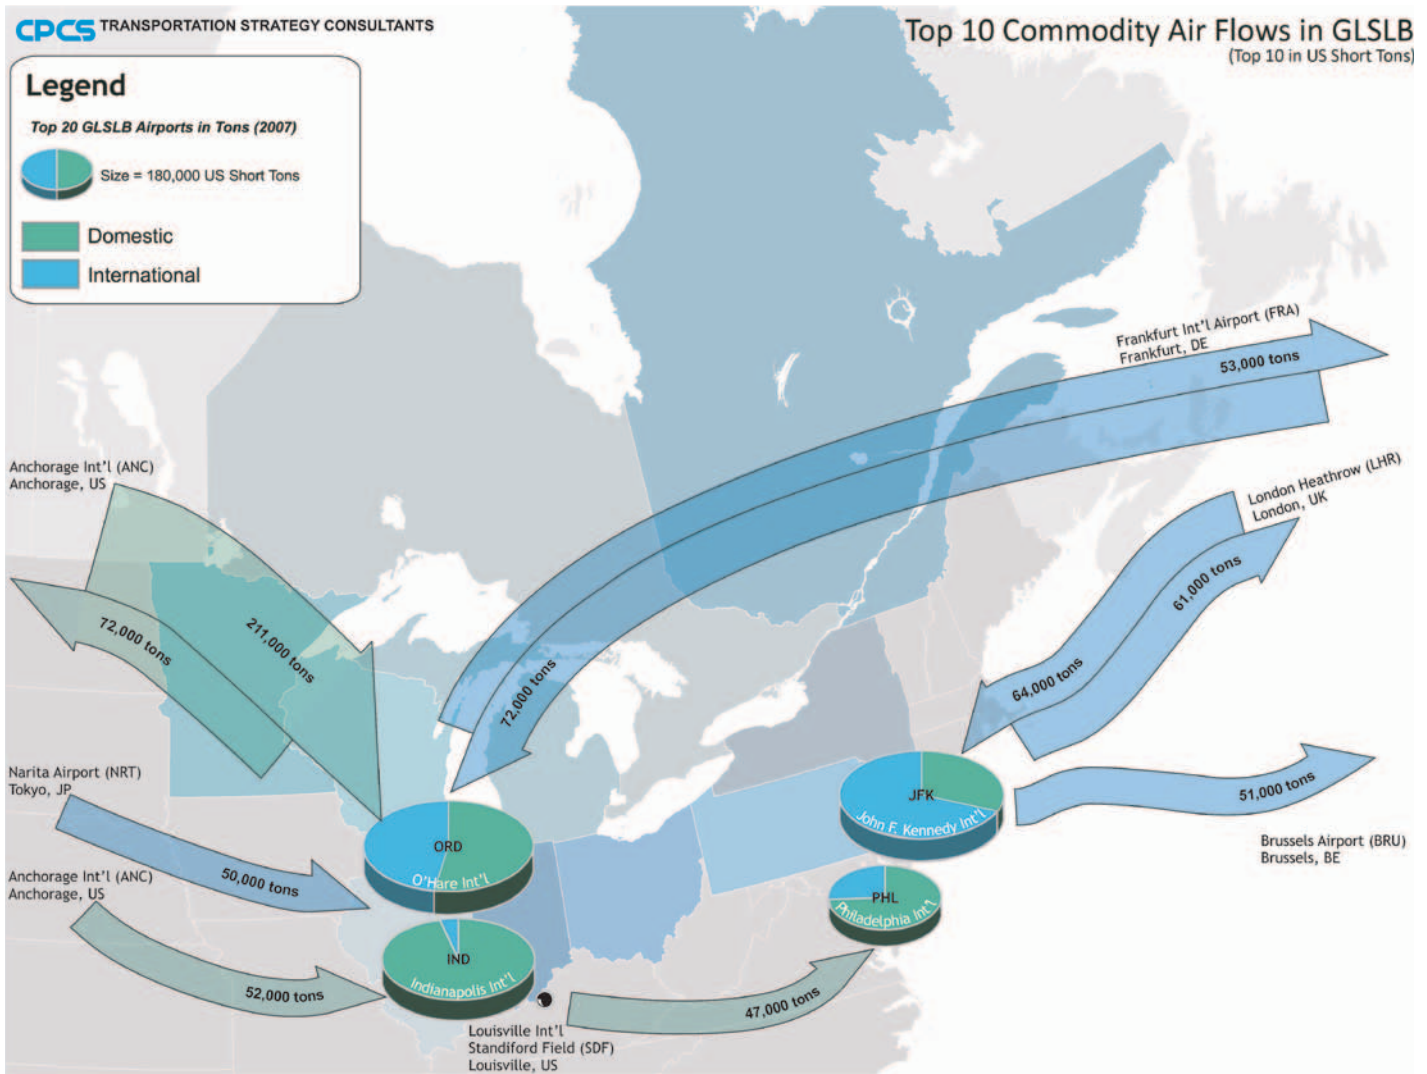 CPCS TRANSPORTATION STRATEGY CONSULTANTS
Top 10 Commodity Air Flows in GLSLB
(Top 10 in US Short Tons)
Legend
Top 20 GLSLB Airports in Tons (2007)
Size = 180,000 US Short Tons
Domestic
International
Frankfurt Int'l Airport (FRA)
Frankfurt, DE
53,000 tons
Anchorage Int'l (ANC)
Anchorage, US
London Heathrow (LHR)
London, UK
72,000 tons
211,000 tons
72,000 tons
61,000 tons
64,000 tons
Narita Airport (NRT)
Tokyo, JP
50,000 tons
ORD
O'Hare Int'l
JFK
John F. Kennedy Int'l
51,000 tons
Brussels Airport (BRU)
Brussels, BE
Anchorage Int'l (ANC)
Anchorage, US
PHL
Philadelphia Int'l
52,000 tons
IND
Indianapolis Int'l
47,000 tons
Louisville Int'l
Standiford Field (SDF)
Louisville, US